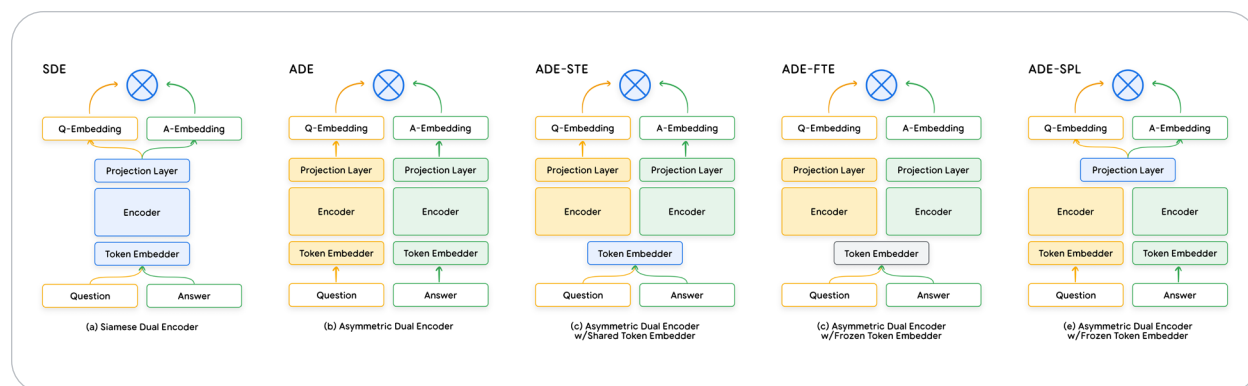 SDE
Q-Embedding
A-Embedding
Projection Layer
Encoder
Token Embedder
Question
Answer
(a) Siamese Dual Encoder
ADE
Q-Embedding
A-Embedding
Projection Layer
Projection Layer
Encoder
Encoder
Token Embedder
Token Embedder
Question
Answer
(b) Asymmetric Dual Encoder
ADE-STE
Q-Embedding
A-Embedding
Projection Layer
Projection Layer
Encoder
Encoder
Token Embedder
Question
Answer
(c) Asymmetric Dual Encoder
w/Shared Token Embedder
ADE-FTE
Q-Embedding
A-Embedding
Projection Layer
Projection Layer
Encoder
Encoder
Token Embedder
Question
Answer
(c) Asymmetric Dual Encoder
w/Frozen Token Embedder
ADE-SPL
Q-Embedding
A-Embedding
Projection Layer
Encoder
Encoder
Token Embedder
Token Embedder
Question
Answer
(e) Asymmetric Dual Encoder
w/Frozen Token Embedder